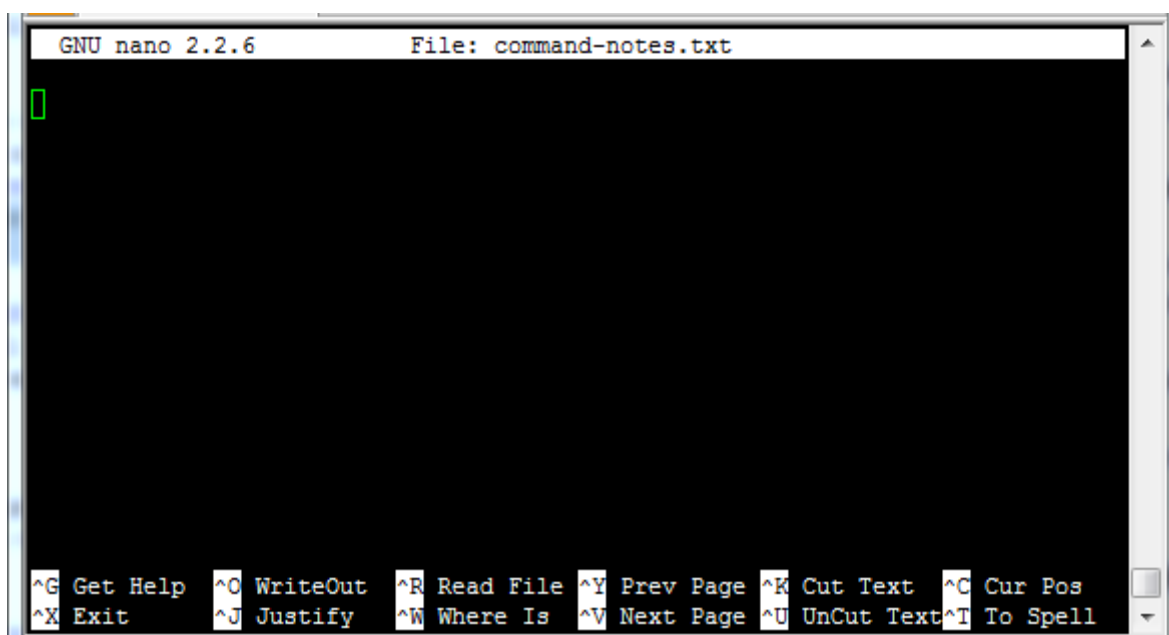 GNU nano 2.2.6 File: command-notes.txt
^G Get Help ^O WriteOut ^R Read File ^Y Prev Page ^K Cut Text ^C Cur Pos
^X Exit ^J Justify ^W Where Is ^V Next Page ^U UnCut Text ^T To Spell